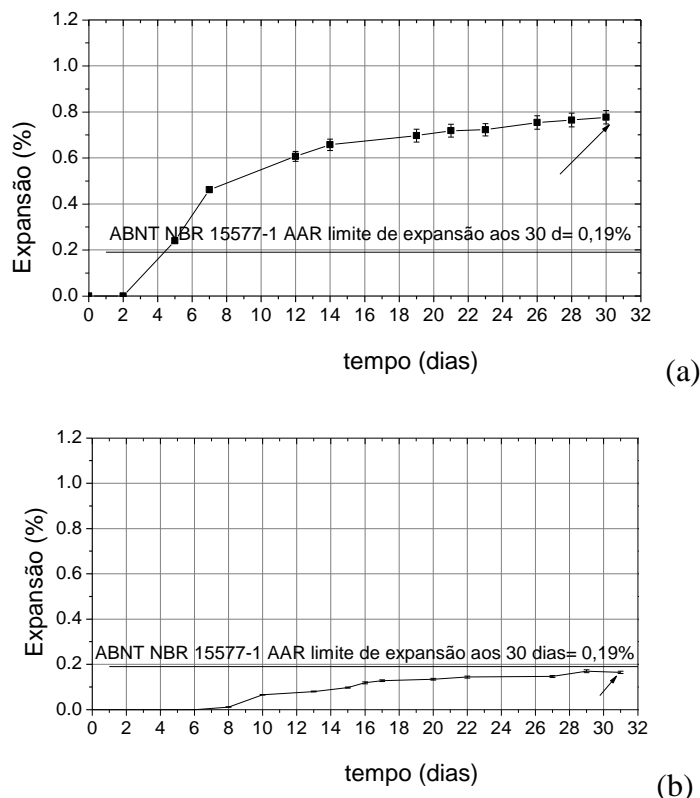 1.2
1.0
0.8
0.6
0.4
0.2
0.0
Expansão (%)
ABNT NBR 15577-1 AAR limite de expansão aos 30 d= 0,19%
0 2 4 6 8 10 12 14 16 18 20 22 24 26 28 30 32
tempo (dias)
(a)
1.2
1.0
0.8
0.6
0.4
0.2
0.0
Expansão (%)
ABNT NBR 15577-1 AAR limite de expansão aos 30 dias= 0,19%
0 2 4 6 8 10 12 14 16 18 20 22 24 26 28 30 32
tempo (dias)
(b)